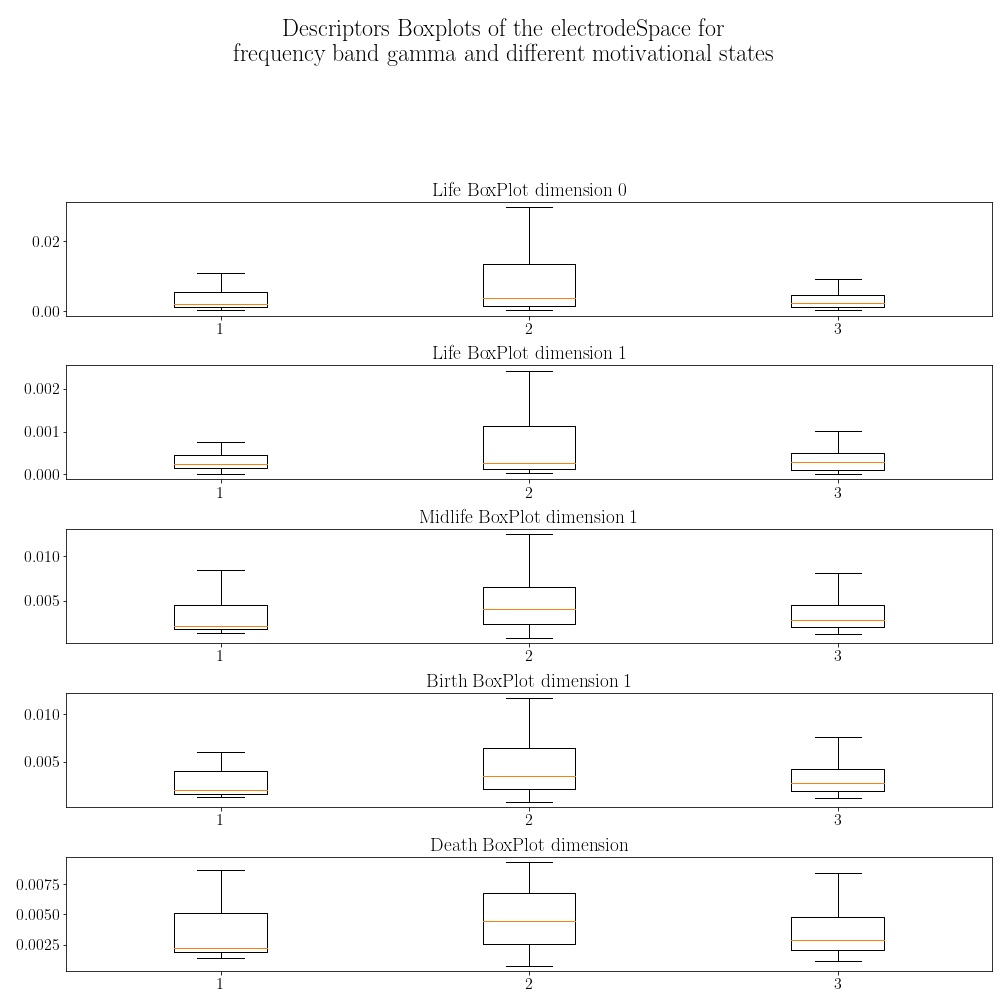 Descriptors Boxplots of the electrodeSpace for
frequency band gamma and different motivational states
Life BoxPlot dimension 0
0.02
0.00
1 2 3
Life BoxPlot dimension 1
0.002
0.001
0.000
1 2 3
Midlife BoxPlot dimension 1
0.010
0.005
1 2 3
Birth BoxPlot dimension 1
0.010
0.005
1 2 3
Death BoxPlot dimension
0.0075
0.0050
0.0025
1 2 3